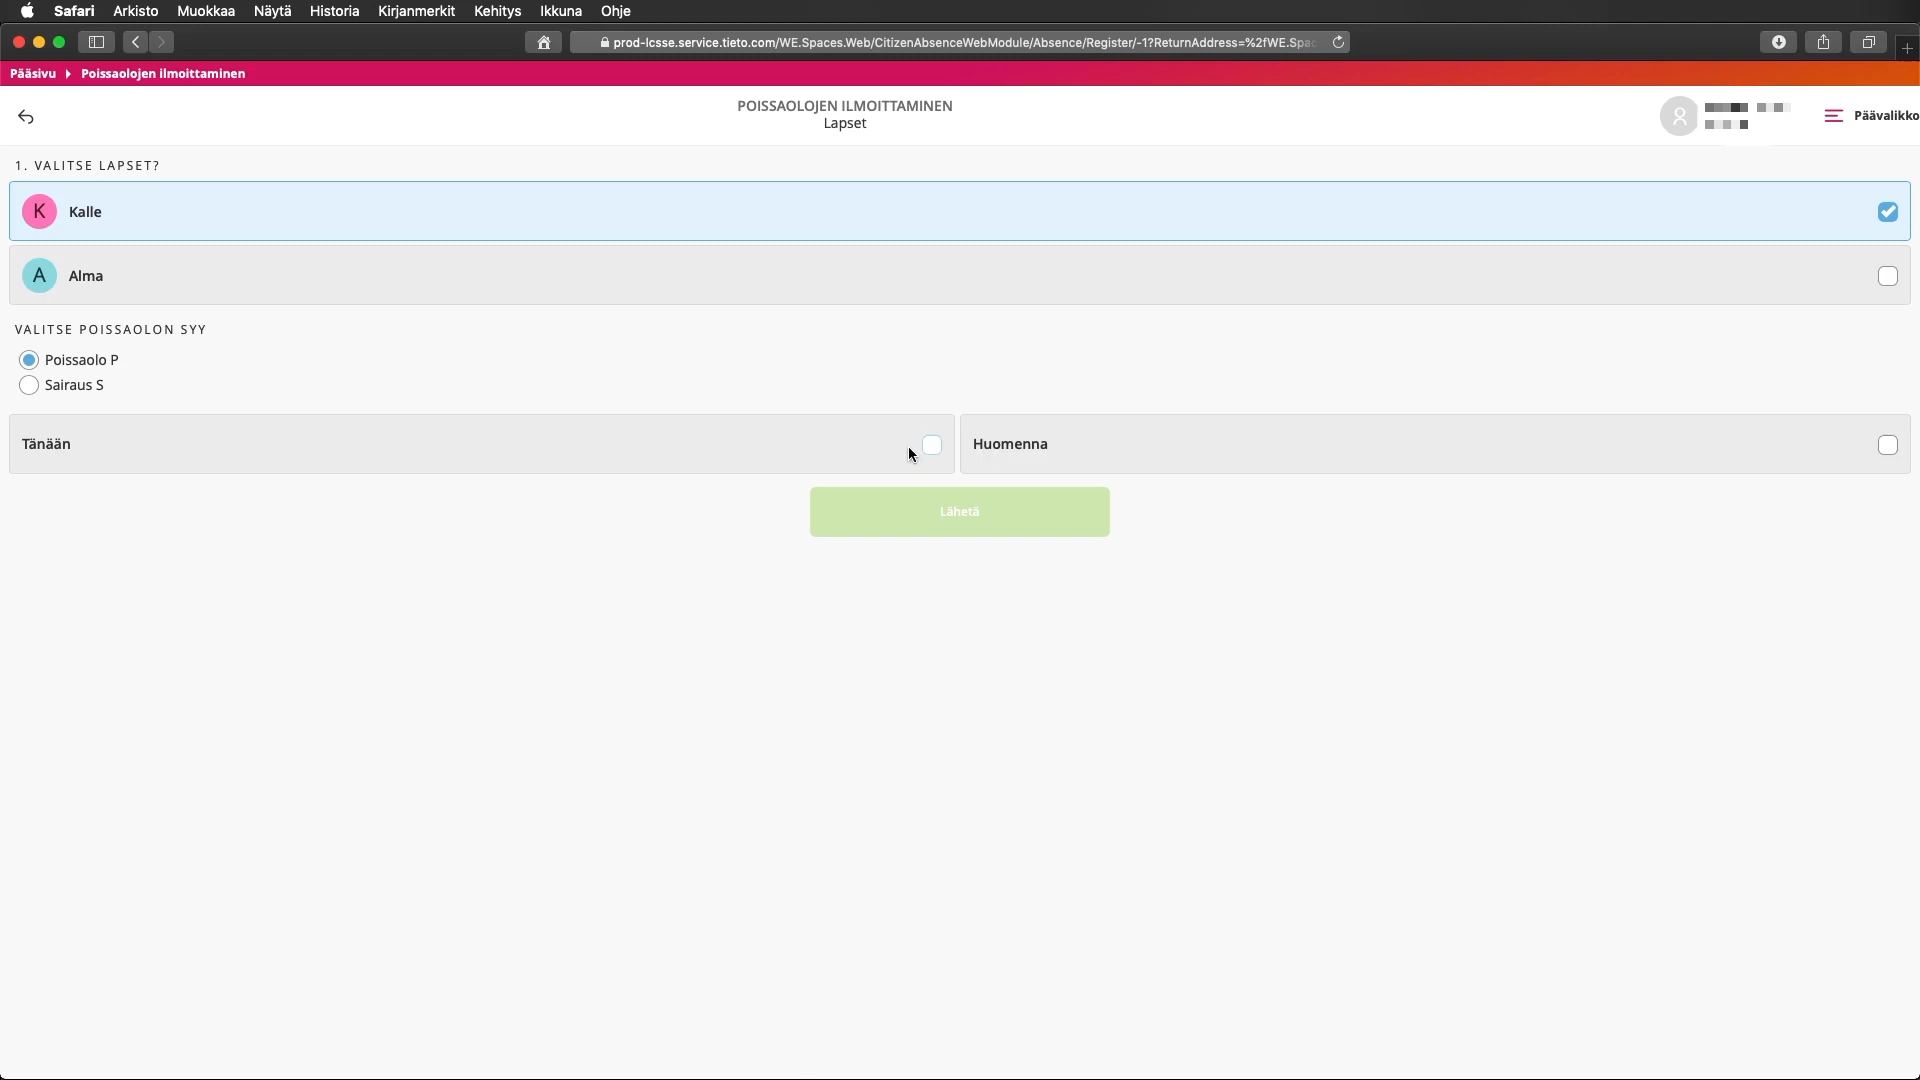 Safari Arkisto Muokkaa Näytä Historia Kirjanmerkit Kehitys Ikkuna Ohje
prod-lcsse.service.tieto.com/WE.Spaces.Web/CitizenAbsenceWebModule/Absence/Register/-1?ReturnAddress=%2fWE.Spac
Pääsivu Poissaolojen ilmoittaminen
POISSAOLOJEN ILMOITTAMINEN
Lapset
Päävalikko
1. VALITSE LAPSET?
K Kalle
A Alma
VALITSE POISSAOLON SYY
Poissaolo P
Sairaus S
Tänään Huomenna
Lähetä